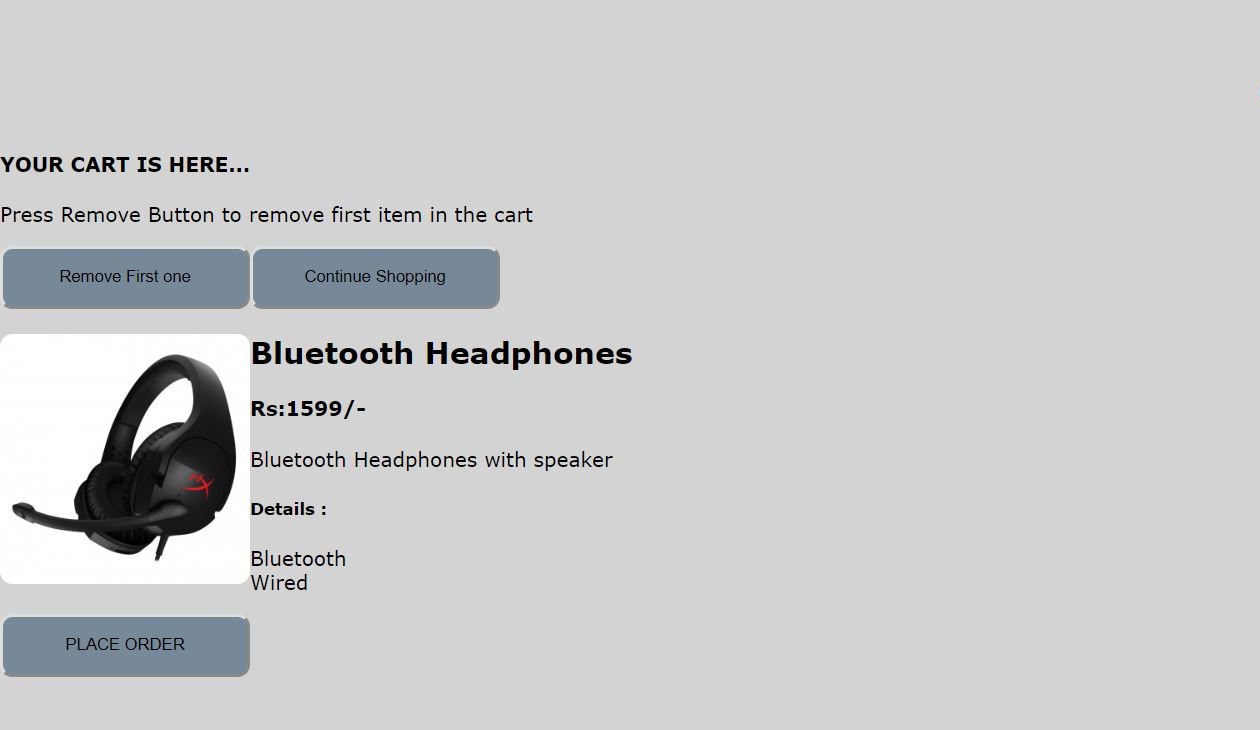 YOUR CART IS HERE...
Press Remove Button to remove first item in the cart
Remove First one
Continue Shopping
Bluetooth Headphones
Rs:1599/-
Bluetooth Headphones with speaker
Details :
Bluetooth
Wired
PLACE ORDER